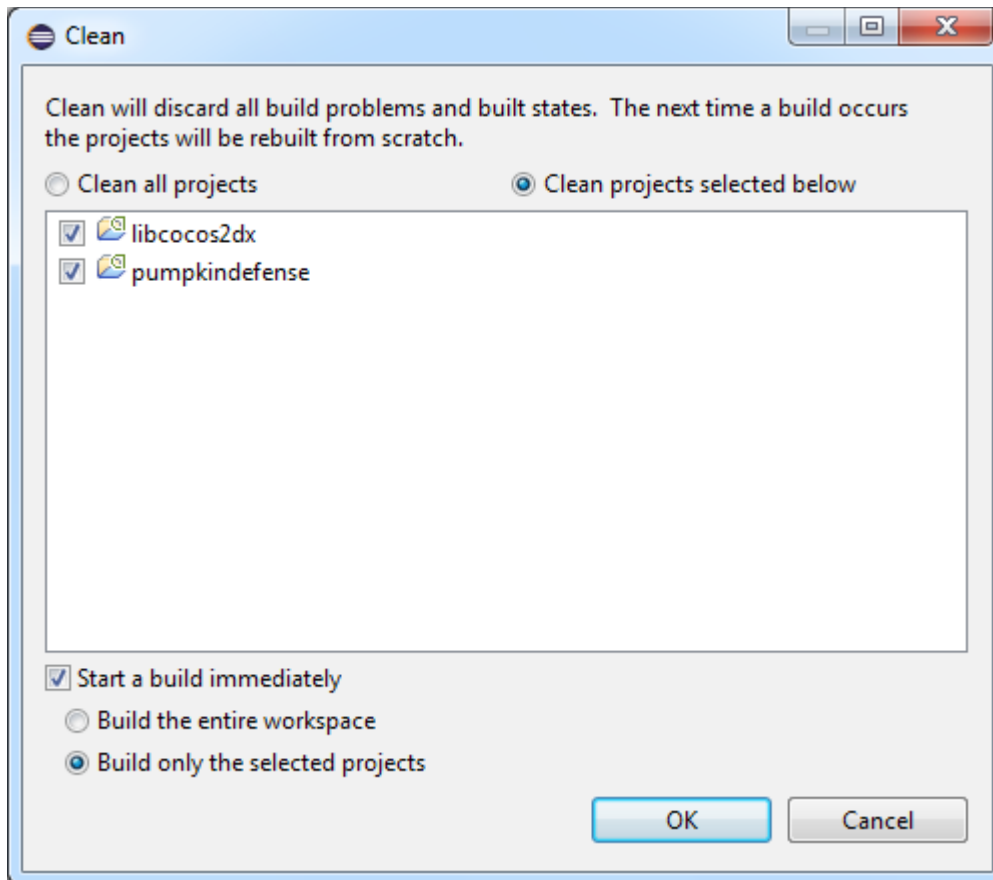 Clean
Clean will discard all build problems and built states.  The next time a build occurs
the projects will be rebuilt from scratch.
Clean all projects
Clean projects selected below
libcocos2dx
pumpkindefense
Start a build immediately
Build the entire workspace
Build only the selected projects
OK
Cancel